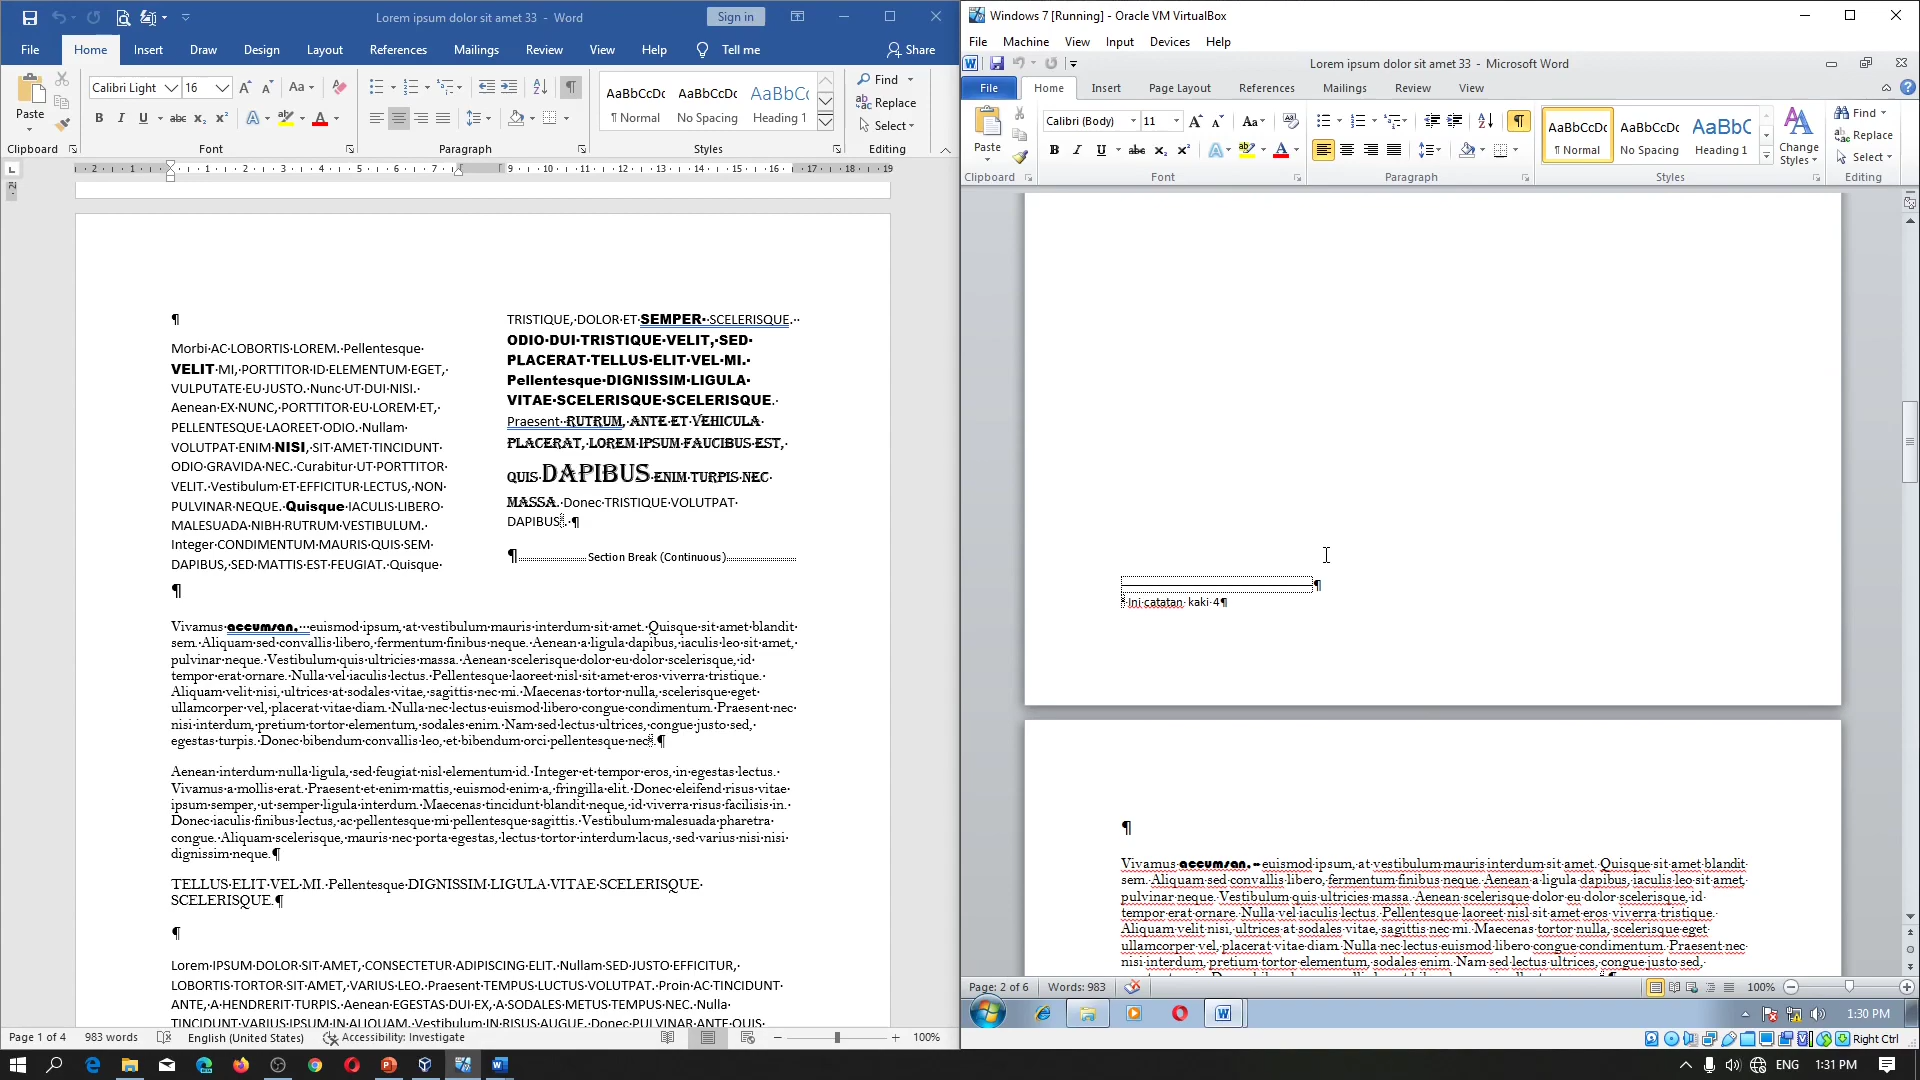 Lorem ipsum dolor sit amet 33 - Word
Sign in
File Home Insert Draw Design Layout References Mailings Review View Help Tell me Share
Paste
Calibri Light 16
Aa
B I U abc x₂ x²
AaBbCcDc AaBbCcDc AaBbCc
¶ Normal No Spacing Heading 1
Find
Replace
Select
Clipboard Font Paragraph Styles Editing
2 1 1 2 3 4 5 6 7 9 10 11 12 13 14 15 16 17 18 19
¶
Morbi·AC·LOBORTIS·LOREM.·Pellentesque·
VELIT·MI,·PORTTITOR·ID·ELEMENTUM·EGET,·
VULPUTATE·EU·JUSTO.·Nunc·UT·DUI·NISI.·
Aenean·EX·NUNC,·PORTTITOR·EU·LOREM·ET,·
PELLENTESQUE·LAOREET·ODIO.·Nullam·
VOLUTPAT·ENIM·NISI,·SIT·AMET·TINCIDUNT·
ODIO·GRAVIDA·NEC.·Curabitur·UT·PORTTITOR·
VELIT.·Vestibulum·ET·EFFICITUR·LECTUS,·NON·
PULVINAR·NEQUE.·Quisque·IACULIS·LIBERO·
MALESUADA·NIBH·RUTRUM·VESTIBULUM.·
Integer·CONDIMENTUM·MAURIS·QUIS·SEM·
DAPIBUS,·SED·MATTIS·EST·FEUGIAT.·Quisque·
TRISTIQUE,·DOLOR·ET·SEMPER··SCELERISQUE.··
ODIO·DUI·TRISTIQUE·VELIT,·SED·
PLACERAT·TELLUS·ELIT·VEL·MI.·
Pellentesque·DIGNISSIM·LIGULA·
VITAE·SCELERISQUE·SCELERISQUE.·
Praesent··RUTRUM,·ANTE·ET·VEHICULA·
PLACERAT,·LOREM·IPSUM·FAUCIBUS·EST,·
QUIS·DAPIBUS·ENIM·TURPIS·NEC·
MASSA.·Donec·TRISTIQUE·VOLUTPAT·
DAPIBUS.·¶
¶ Section Break (Continuous)
¶
Vivamus·accumsan,···euismod·ipsum,·at·vestibulum·mauris·interdum·sit·amet.·Quisque·sit·amet·blandit·
sem.·Aliquam·sed·convallis·libero,·fermentum·finibus·neque.·Aenean·a·ligula·dapibus,·iaculis·leo·sit·amet,·
pulvinar·neque.·Vestibulum·quis·ultricies·massa.·Aenean·scelerisque·dolor·eu·dolor·scelerisque,·id·
tempor·erat·ornare.·Nulla·vel·iaculis·lectus.·Pellentesque·laoreet·nisl·sit·amet·eros·viverra·tristique.·
Aliquam·velit·nisi,·ultrices·at·sodales·vitae,·sagittis·nec·mi.·Maecenas·tortor·nulla,·scelerisque·eget·
ullamcorper·vel,·placerat·vitae·diam.·Nulla·nec·lectus·euismod·libero·congue·condimentum.·Praesent·nec·
nisi·interdum,·pretium·tortor·elementum,·sodales·enim.·Nam·sed·lectus·ultrices,·congue·justo·sed,·
egestas·turpis.·Donec·bibendum·convallis·leo,·et·bibendum·orci·pellentesque·nec.¶
Aenean·interdum·nulla·ligula,·sed·feugiat·nisl·elementum·id.·Integer·et·tempor·eros,·in·egestas·lectus.·
Vivamus·a·mollis·erat.·Praesent·et·enim·mattis,·euismod·enim·a,·fringilla·elit.·Donec·eleifend·risus·vitae·
ipsum·semper,·ut·semper·ligula·interdum.·Maecenas·tincidunt·blandit·neque,·id·viverra·risus·facilisis·in.·
Donec·iaculis·finibus·lectus,·ac·pellentesque·mi·pellentesque·sagittis.·Vestibulum·malesuada·pharetra·
congue.·Aliquam·scelerisque,·mauris·nec·porta·egestas,·lectus·tortor·interdum·lacus,·sed·varius·nisi·nisi·
dignissim·neque.¶
TELLUS·ELIT·VEL·MI.·Pellentesque·DIGNISSIM·LIGULA·VITAE·SCELERISQUE·
SCELERISQUE.¶
¶
Lorem·IPSUM·DOLOR·SIT·AMET,·CONSECTETUR·ADIPISCING·ELIT.·Nullam·SED·JUSTO·EFFICITUR,·
LOBORTIS·TORTOR·SIT·AMET,·VARIUS·LEO.·Praesent·TEMPUS·LUCTUS·VOLUTPAT.·Proin·AC·TINCIDUNT·
ANTE,·A·HENDRERIT·TURPIS.·Aenean·EGESTAS·DUI·EX,·A·SODALES·METUS·TEMPUS·NEC.·Nulla·
TINCIDUNT·VARIUS·IPSUM·IN·ALIQUAM.·Vestibulum·IN·RISUS·AUGUE.·Donec·PULVINAR·ANTE·QUIS·
Page 1 of 4 983 words English (United States) Accessibility: Investigate 100%
Windows 7 [Running] - Oracle VM VirtualBox
File Machine View Input Devices Help
Lorem ipsum dolor sit amet 33 - Microsoft Word
File Home Insert Page Layout References Mailings Review View
Paste
Calibri (Body) 11
Aa
B I U abc x₂ x²
AaBbCcDc AaBbCcDc AaBbC
¶ Normal No Spacing Heading 1
Change Styles
Find
Replace
Select
Clipboard Font Paragraph Styles Editing
¶
Ini·catatan··kaki·4¶
¶
Vivamus·accumsan,··euismod·ipsum,·at·vestibulum·mauris·interdum·sit·amet.·Quisque·sit·amet·blandit
sem.·Aliquam·sed·convallis·libero,·fermentum·finibus·neque.·Aenean·a·ligula·dapibus,·iaculis·leo·sit·amet,
pulvinar·neque.·Vestibulum·quis·ultricies·massa.·Aenean·scelerisque·dolor·eu·dolor·scelerisque,·id·
tempor·erat·ornare.·Nulla·vel·iaculis·lectus.·Pellentesque·laoreet·nisl·sit·amet·eros·viverra·tristique.·
Aliquam·velit·nisi,·ultrices·at·sodales·vitae,·sagittis·nec·mi.·Maecenas·tortor·nulla,·scelerisque·eget·
ullamcorper·vel,·placerat·vitae·diam.·Nulla·nec·lectus·euismod·libero·congue·condimentum.·Praesent·nec
nisi·interdum,·pretium·tortor·elementum,·sodales·enim.·Nam·sed·lectus·ultrices,·congue·justo·sed,·
Page: 2 of 6 Words: 983 100%
1:30 PM
Right Ctrl
ENG 1:31 PM